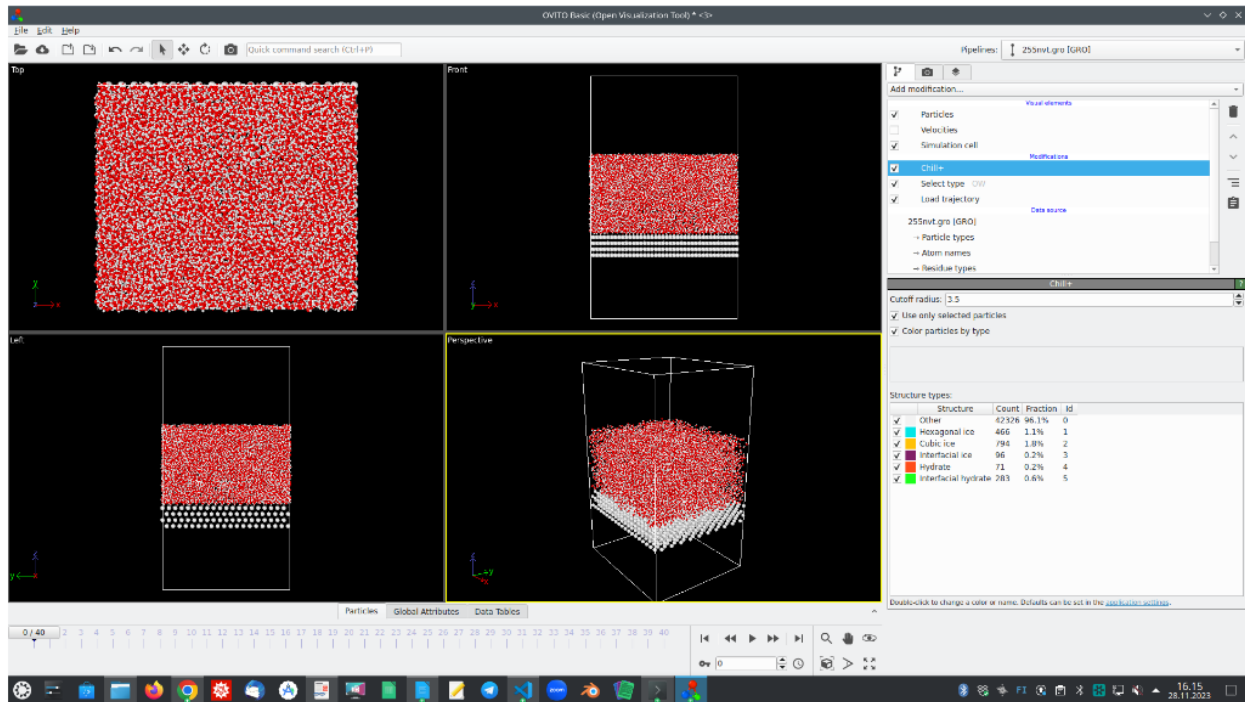 OVITO Basic (Open Visualization Tool) * <3>
File Edit Help
Quick command search (Ctrl+P)
Pipelines: 255nvt.gro [GRO]
Top
Front
Left
Perspective
Add modification...
Visual elements
Particles
Velocities
Simulation cell
Modifications
Chill+
Select type OW
Load trajectory
Data source
255nvt.gro [GRO]
Particle types
Atom names
Residue types
Chill+ ?
Cutoff radius: 3.5
Use only selected particles
Color particles by type
Structure types:
Structure Count Fraction Id
Other 42326 96.1% 0
Hexagonal ice 466 1.1% 1
Cubic ice 794 1.8% 2
Interfacial ice 96 0.2% 3
Hydrate 71 0.2% 4
Interfacial hydrate 283 0.6% 5
Double-click to change a color or name. Defaults can be set in the application settings.
Particles Global Attributes Data Tables
0 / 40 2 3 4 5 6 7 8 9 10 11 12 13 14 15 16 17 18 19 20 21 22 23 24 25 26 27 28 29 30 31 32 33 34 35 36 37 38 39 40
0
zoom
FI
16.15
28.11.2023